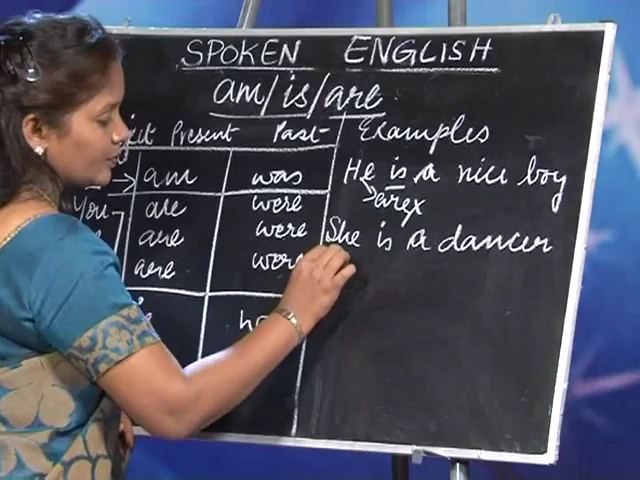 SPOKEN ENGLISH
am/is/are
Present Past Examples
am was He is a nice boy
You are were are x
are were She is a dancer
are were